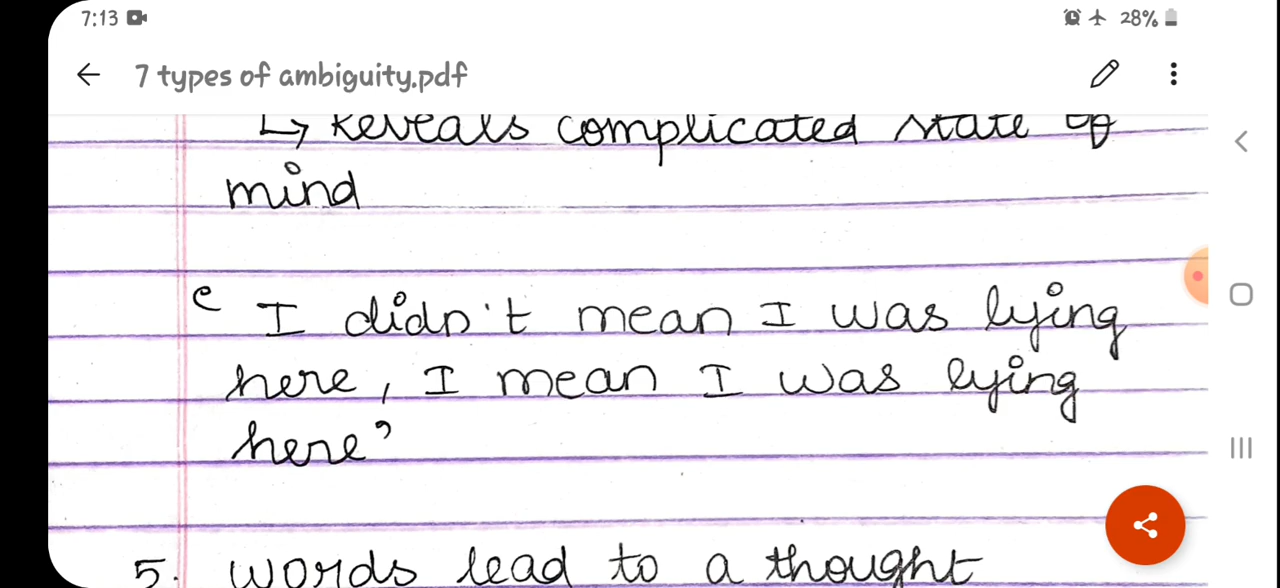 7:13
28%
7 types of ambiguity.pdf
↳ Reveals complicated state of
mind
‘ I didn't mean I was lying
here, I mean I was lying
here’
5. words lead to a thought